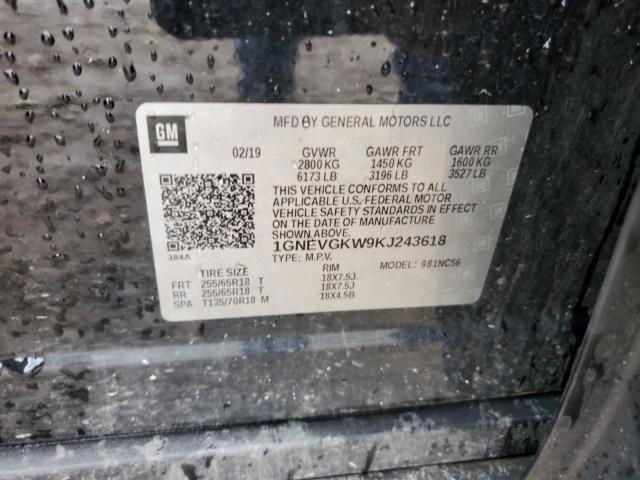 GM
MFD BY GENERAL MOTORS LLC
02/19 GVWR GAWR FRT GAWR RR
2800 KG 1450 KG 1600 KG
6173 LB 3196 LB 3527 LB
THIS VEHICLE CONFORMS TO ALL
APPLICABLE U.S. FEDERAL MOTOR
VEHICLE SAFETY STANDARDS IN EFFECT
ON THE DATE OF MANUFACTURE
SHOWN ABOVE.
1GNEVGKW9KJ243618
384A
TYPE: M.P.V. MODEL: 981NC56
TIRE SIZE RIM
FRT 255/65R18 T 18X7.5J
RR 255/65R18 T 18X7.5J
SPA T135/70R18 M 18X4.5B